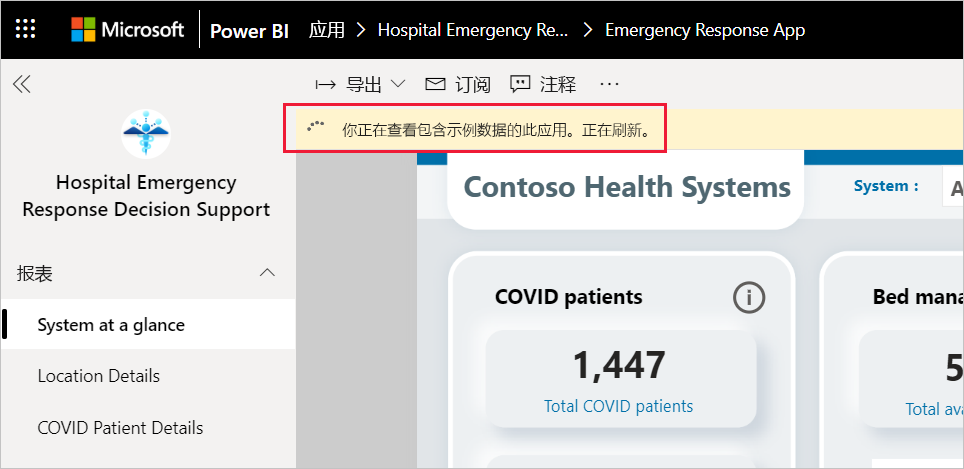 Microsoft Power BI 应用 Hospital Emergency Re... Emergency Response App
导出 订阅 注释 ...
你正在查看包含示例数据的此应用。正在刷新。
Hospital Emergency
Response Decision Support
报表
System at a glance
Location Details
COVID Patient Details
Contoso Health Systems
System : A
COVID patients
1,447
Total COVID patients
Bed mana
5
Total ava